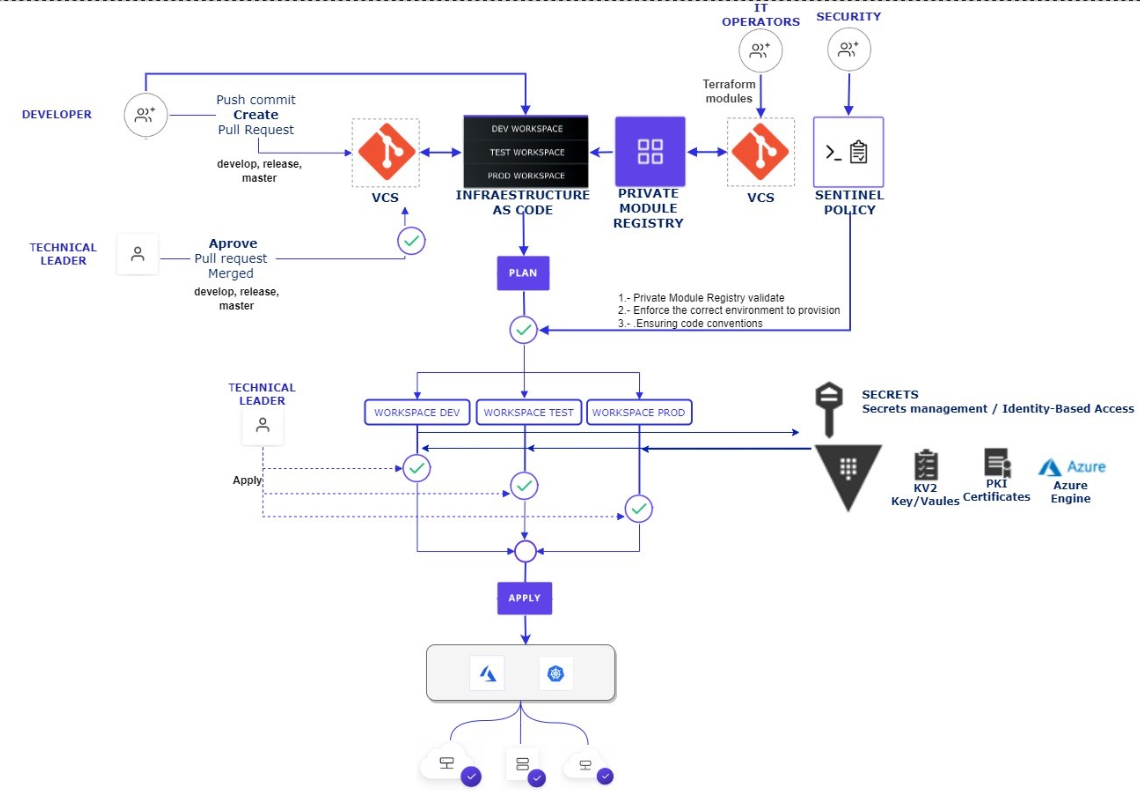 IT
OPERATORS
SECURITY
Terraform
modules
DEVELOPER
Push commit
Create
Pull Request
develop, release,
master
VCS
DEV WORKSPACE
TEST WORKSPACE
PROD WORKSPACE
INFRAESTRUCTURE
AS CODE
PRIVATE
MODULE
REGISTRY
VCS
SENTINEL
POLICY
TECHNICAL
LEADER
Aprove
Pull request
Merged
develop, release,
master
PLAN
1.- Private Module Registry validate
2.- Enforce the correct environment to provision
3.- .Ensuring code conventions
TECHNICAL
LEADER
Apply
WORKSPACE DEV
WORKSPACE TEST
WORKSPACE PROD
SECRETS
Secrets management / Identity-Based Access
KV2
Key/Vaules
PKI
Certificates
Azure
Azure
Engine
APPLY